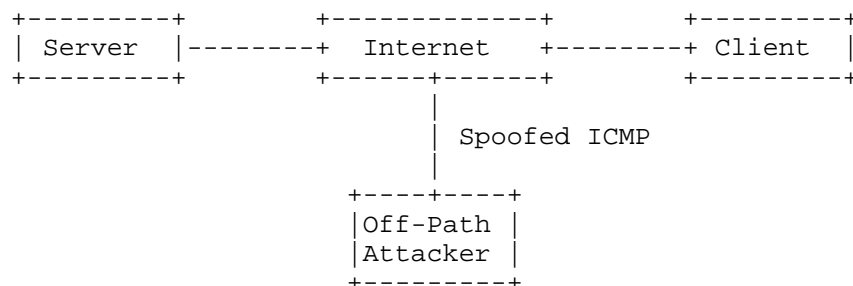 Server Internet Client
Spoofed ICMP
Off-Path
Attacker